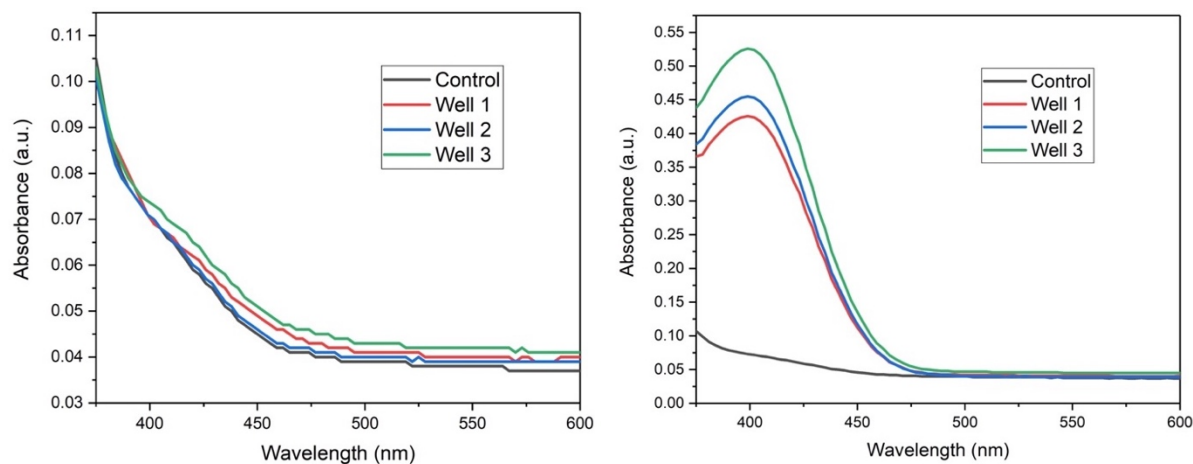 0.11
0.10
0.09
0.08
0.07
0.06
0.05
0.04
0.03
Absorbance (a.u.)
Control
Well 1
Well 2
Well 3
400
450
500
550
600
Wavelength (nm)
0.55
0.50
0.45
0.40
0.35
0.30
0.25
0.20
0.15
0.10
0.05
0.00
Absorbance (a.u.)
Control
Well 1
Well 2
Well 3
400
450
500
550
600
Wavelength (nm)